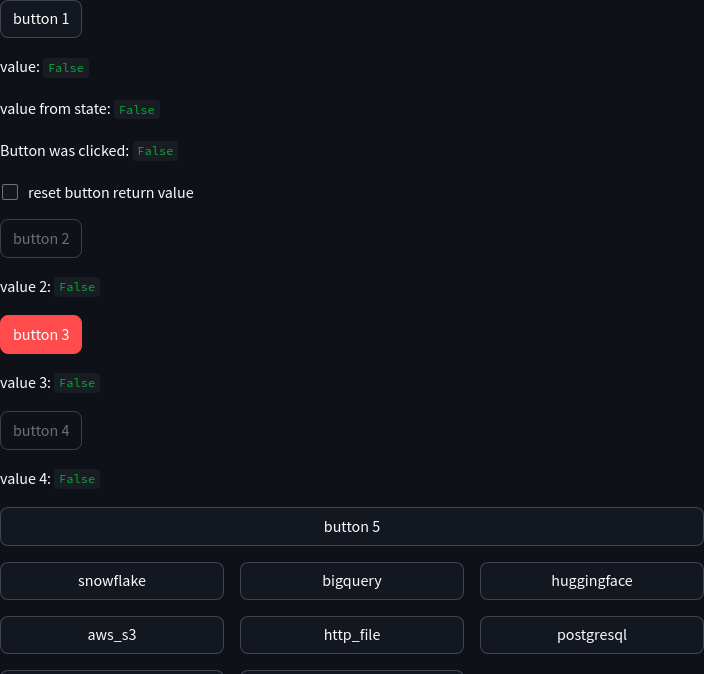 button 1
value: False
value from state: False
Button was clicked: False
reset button return value
button 2
value 2: False
button 3
value 3: False
button 4
value 4: False
button 5
snowflake bigquery huggingface
aws_s3 http_file postgresql